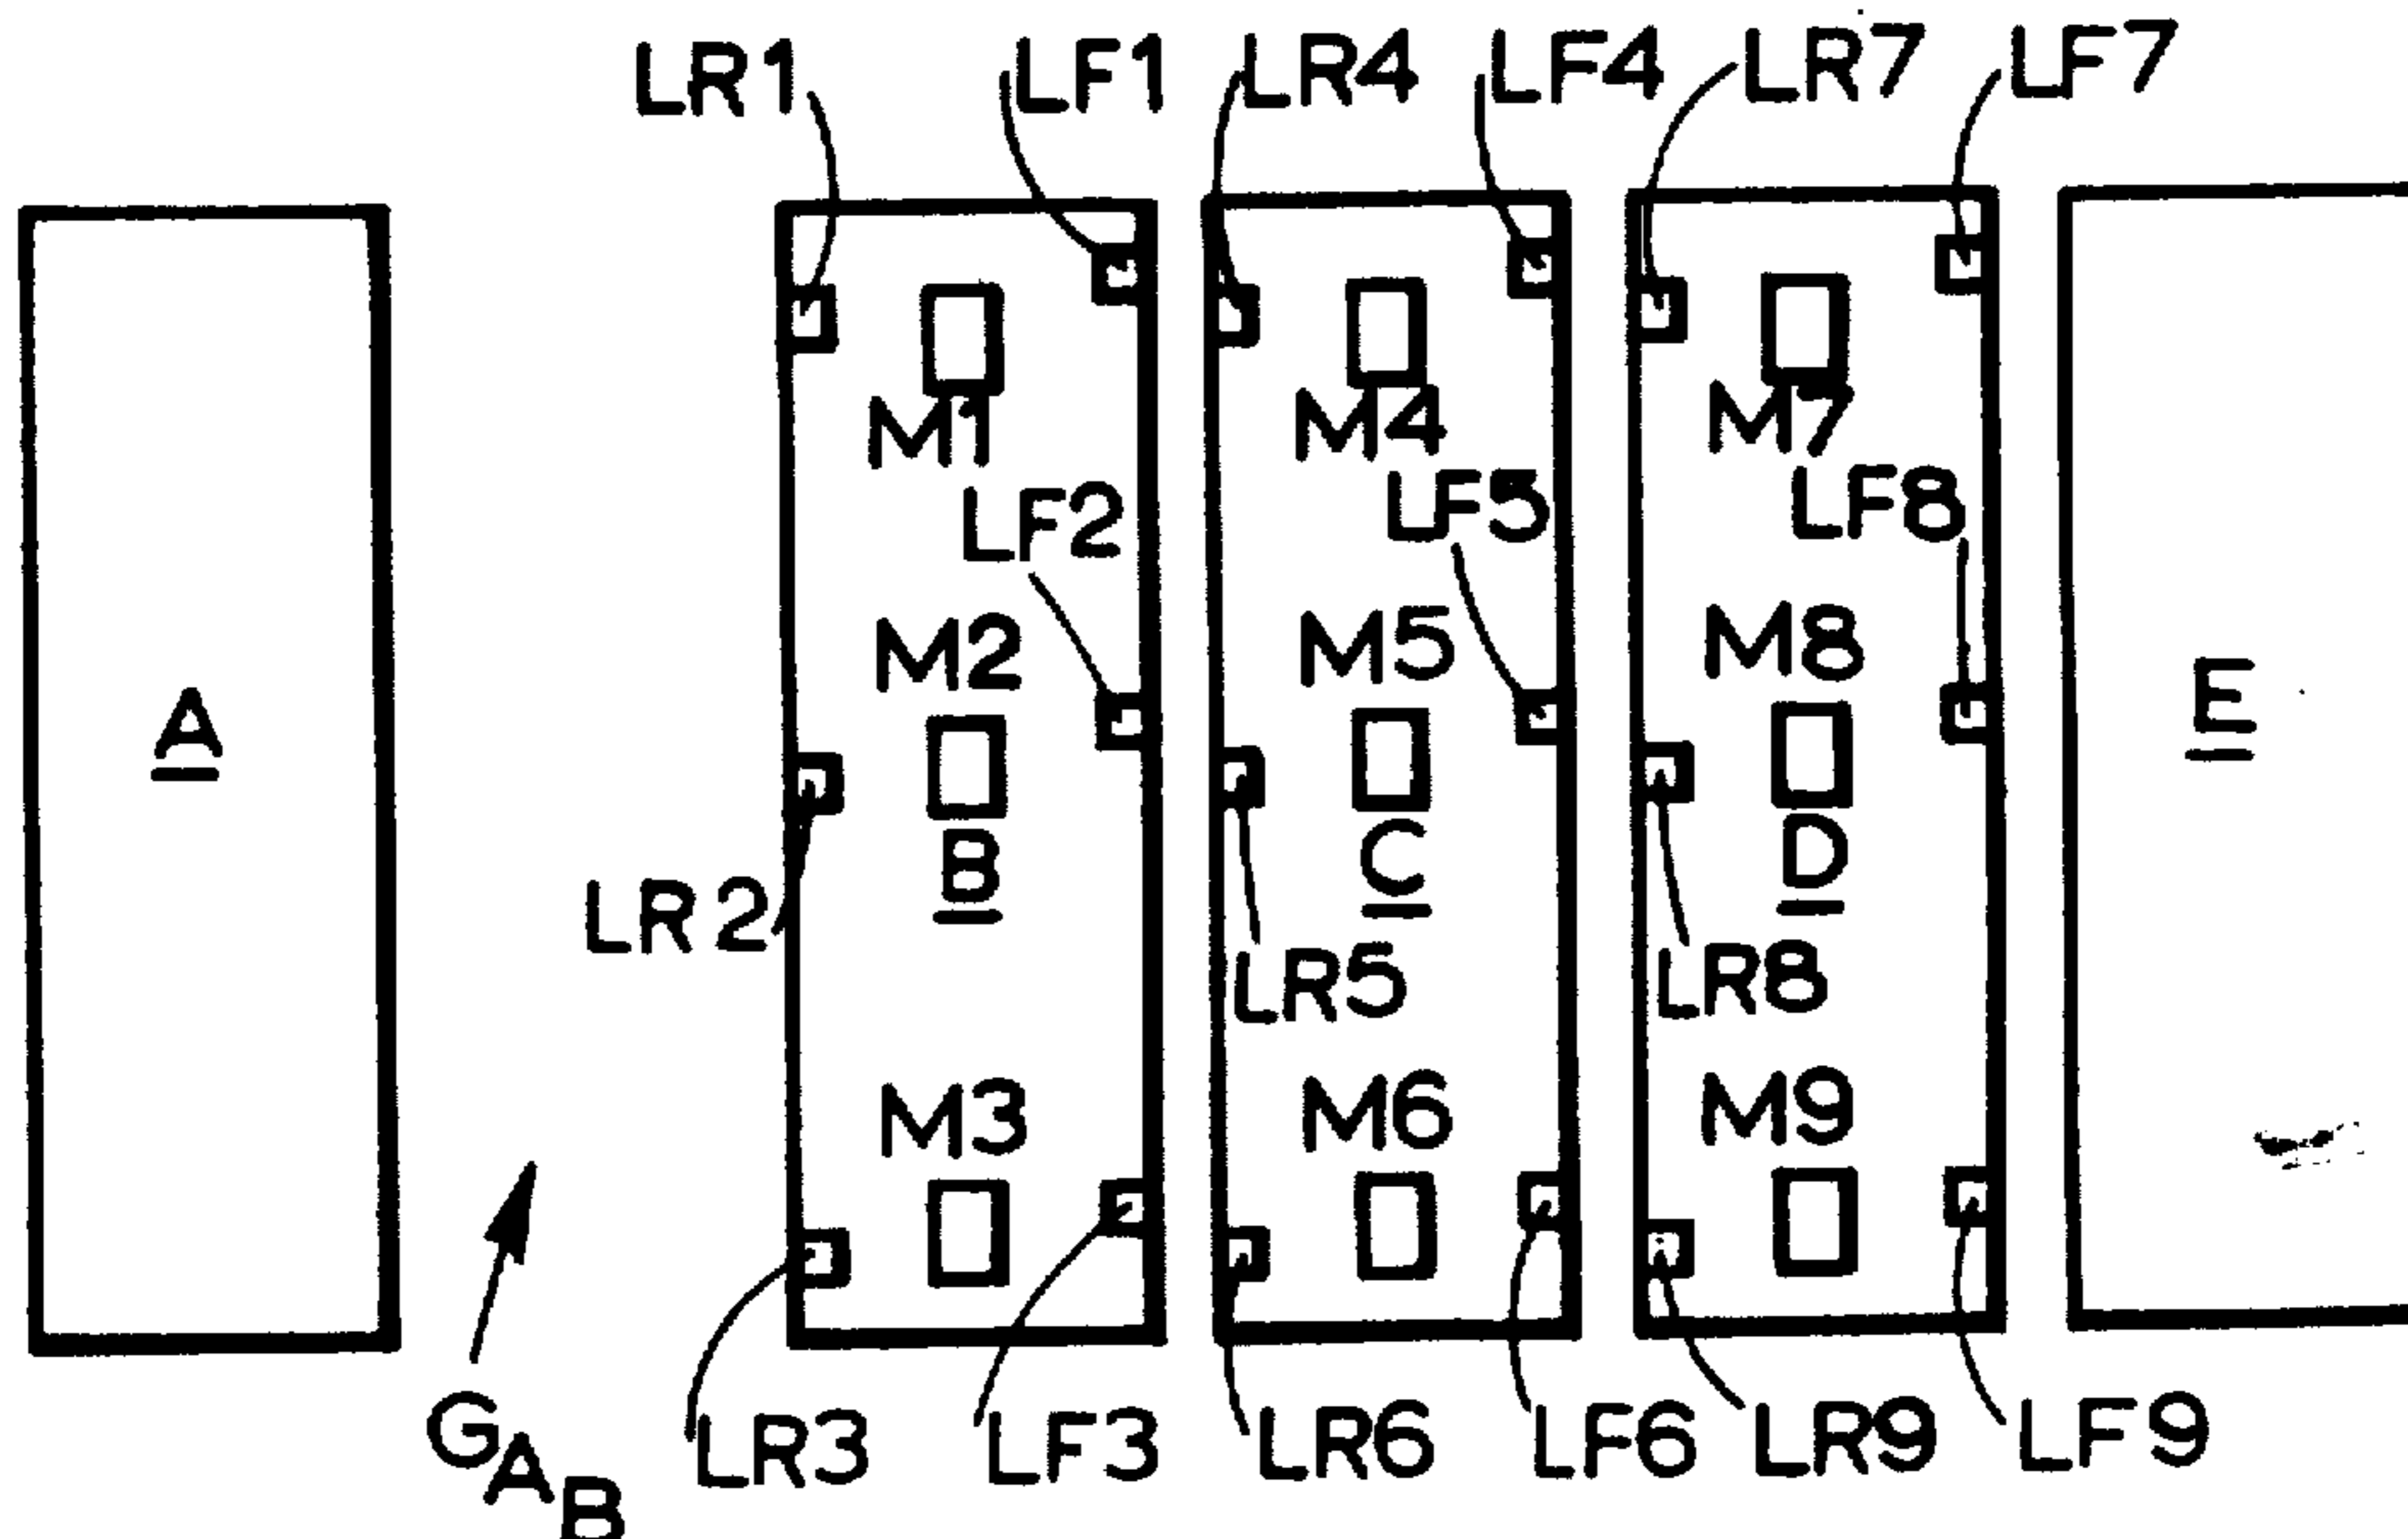 LR1 LF1 LR4 LF4 LR7 LF7
M1 M4 M7
LF2 LF5 LF8
M2 M5 M8
A E
B C D
LR2
LR5 LR8
M3 M6 M9
GAB LR3 LF3 LR6 LF6 LR9 LF9